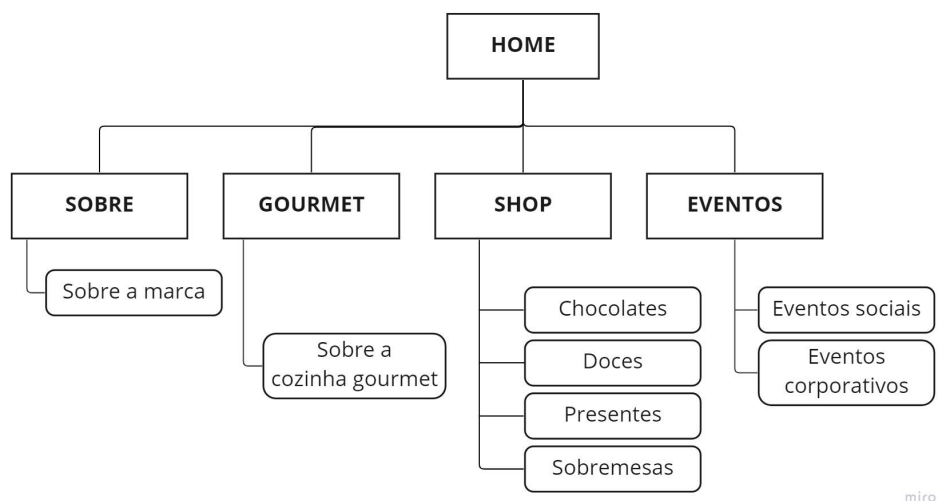 HOME
SOBRE
GOURMET
SHOP
EVENTOS
Sobre a marca
Sobre a
cozinha gourmet
Chocolates
Doces
Presentes
Sobremesas
Eventos sociais
Eventos
corporativos
miro